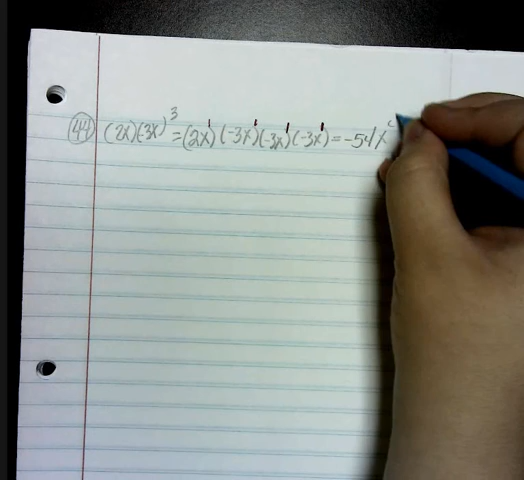 44 (2x)(-3x)³ = (2x)¹(-3x)¹(-3x)¹(-3x)¹ = -54x